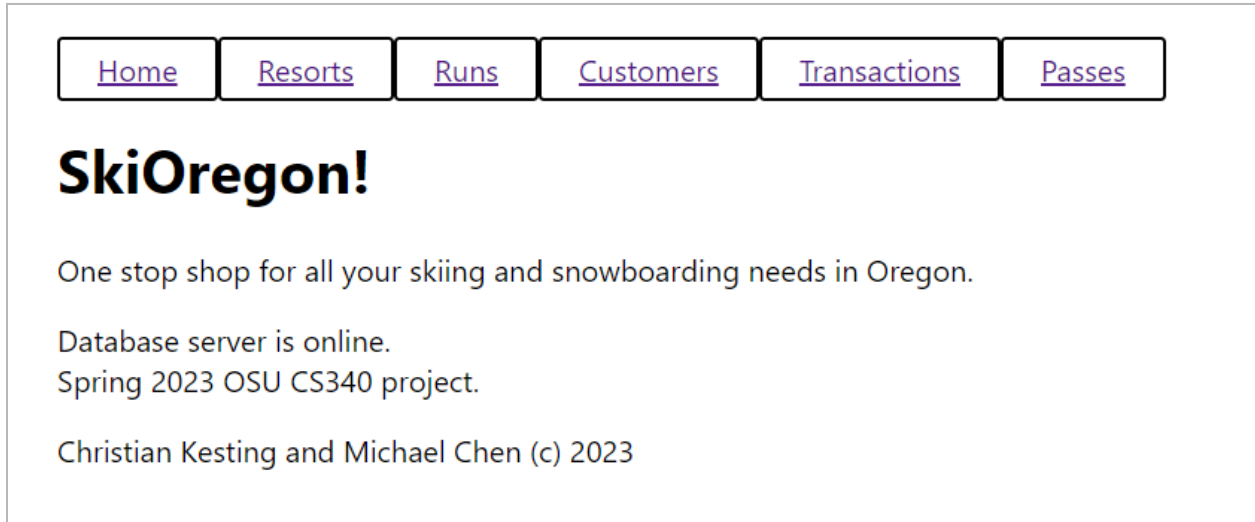 Home Resorts Runs Customers Transactions Passes
SkiOregon!
One stop shop for all your skiing and snowboarding needs in Oregon.
Database server is online.
Spring 2023 OSU CS340 project.
Christian Kesting and Michael Chen (c) 2023